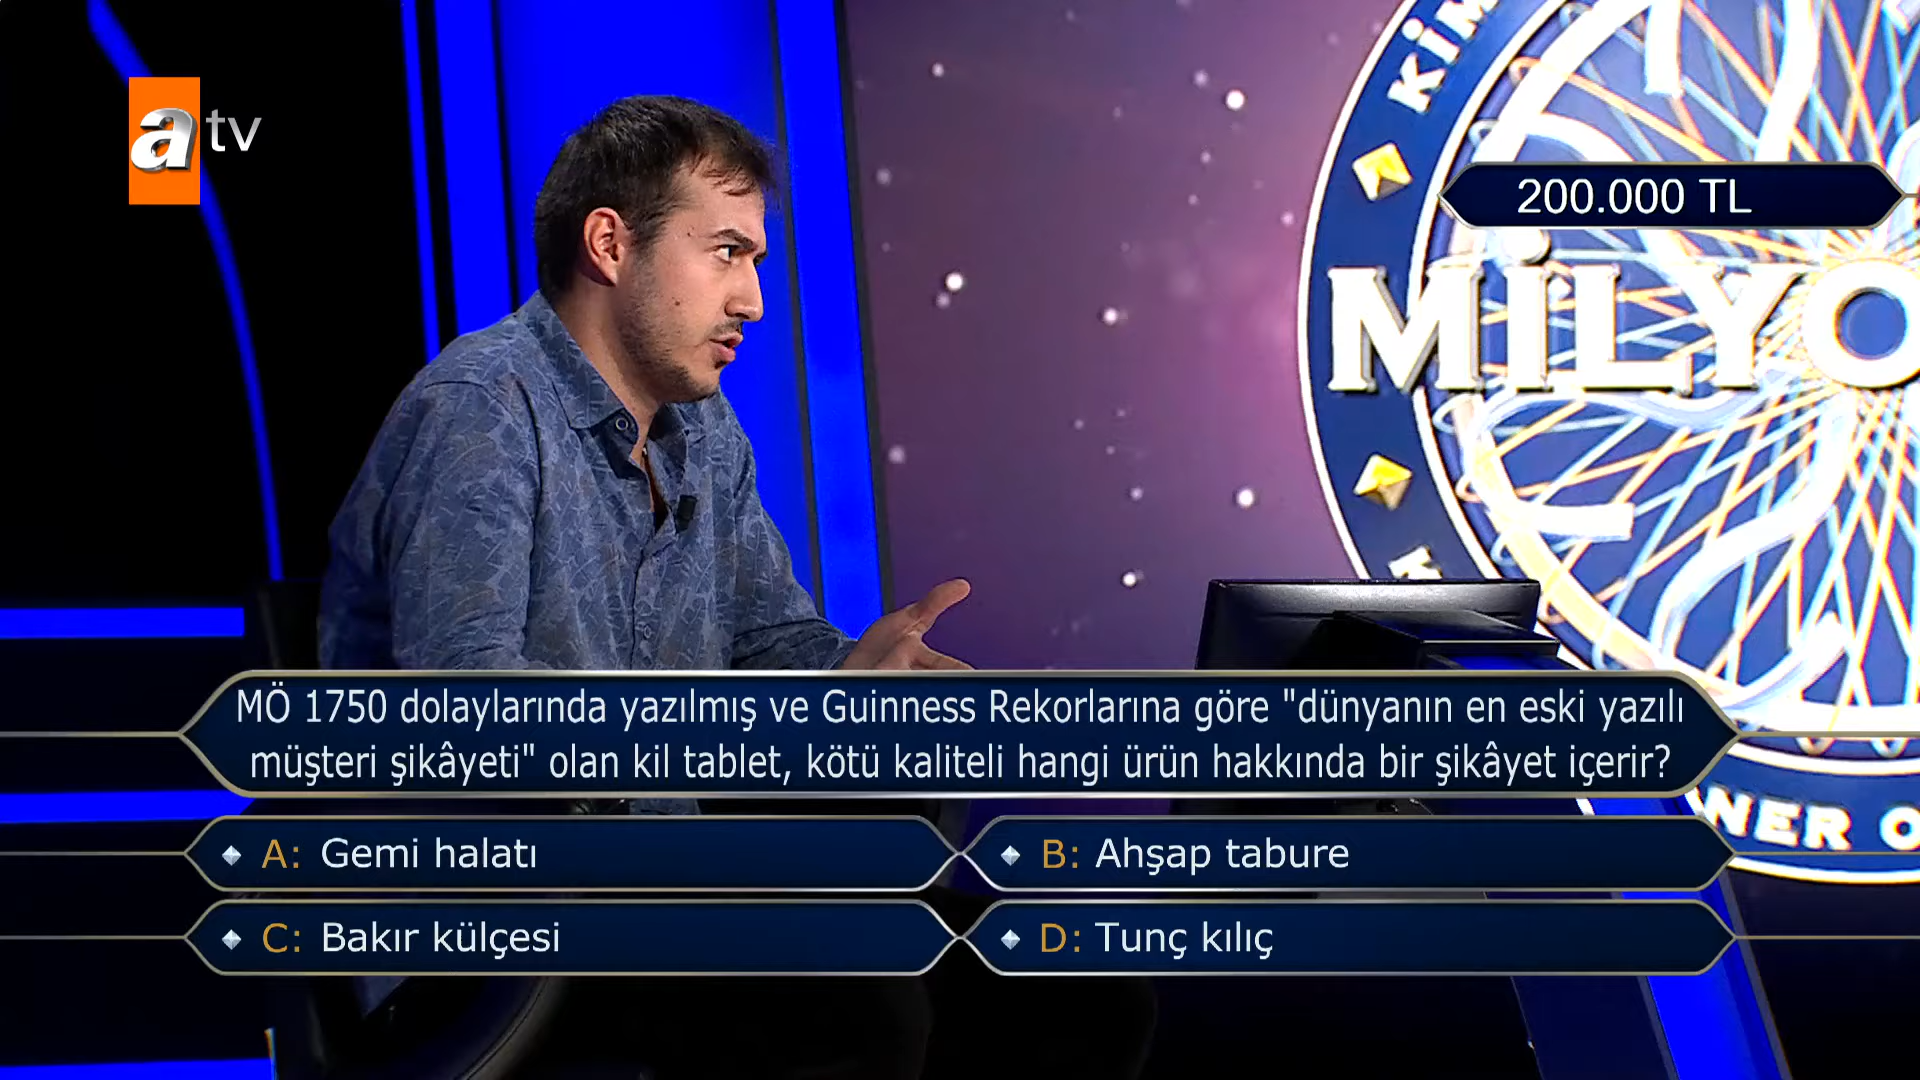 atv
KİM
200.000 TL
MİLYO
MÖ 1750 dolaylarında yazılmış ve Guinness Rekorlarına göre "dünyanın en eski yazılı
müşteri şikâyeti" olan kil tablet, kötü kaliteli hangi ürün hakkında bir şikâyet içerir?
A: Gemi halatı
B: Ahşap tabure
C: Bakır külçesi
D: Tunç kılıç
NER O